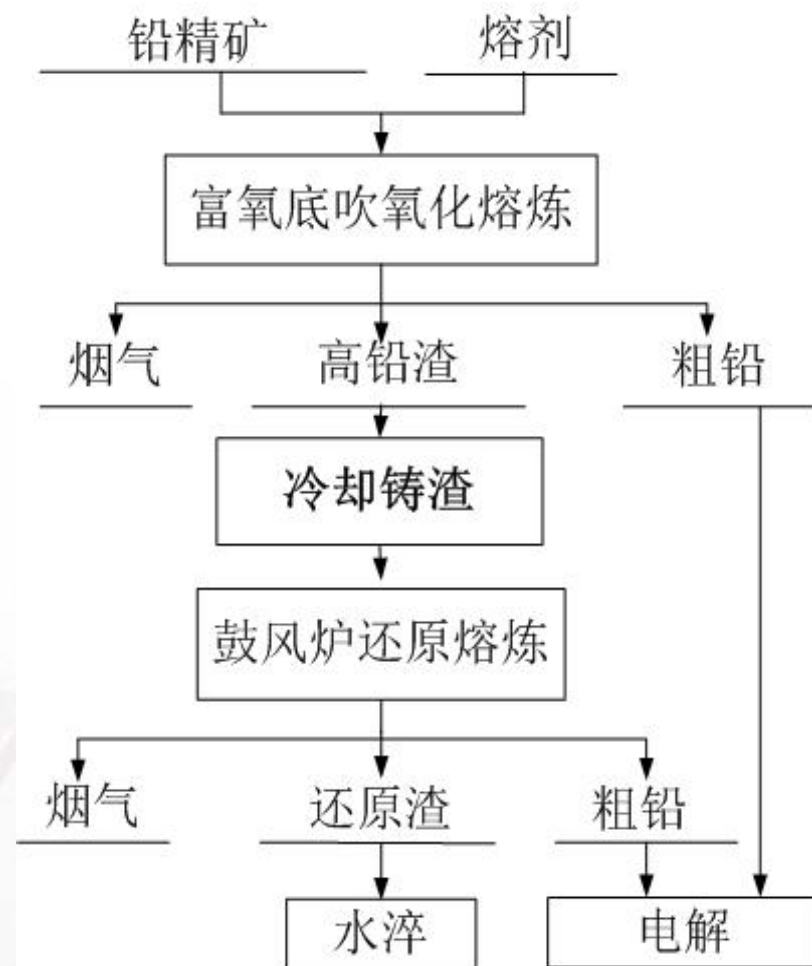 铅精矿 熔剂
富氧底吹氧化熔炼
烟气 高铅渣 粗铅
冷却铸渣
鼓风炉还原熔炼
烟气 还原渣 粗铅
水淬 电解